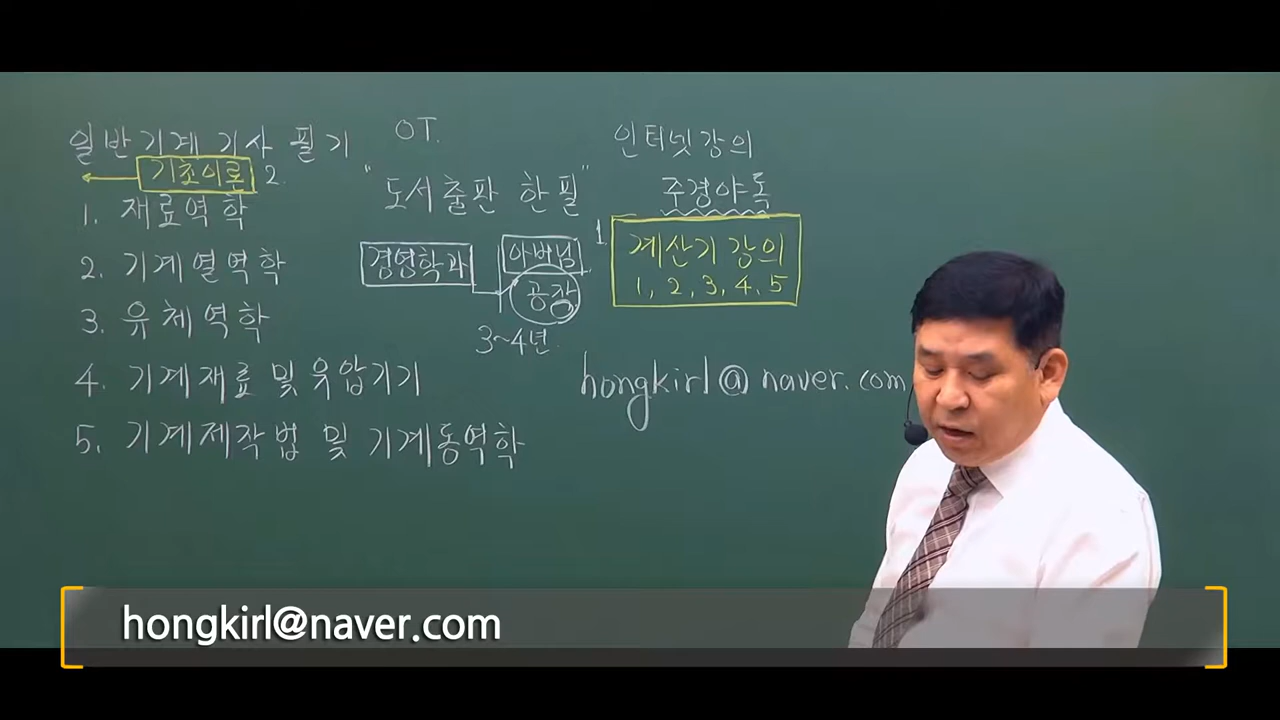 일반기계 기사 필기
기초이론 2.
1. 재료역학
2. 기계열역학
3. 유체역학
4. 기계재료 및 유압기기
5. 기계제작법 및 기계동역학
OT.
"도서출판 한필"
경영학과
아버님
공장
3~4년
인터넷강의
주경야독
1
계산기 강의
1, 2, 3, 4, 5
hongkirl@naver.com
hongkirl@naver.com